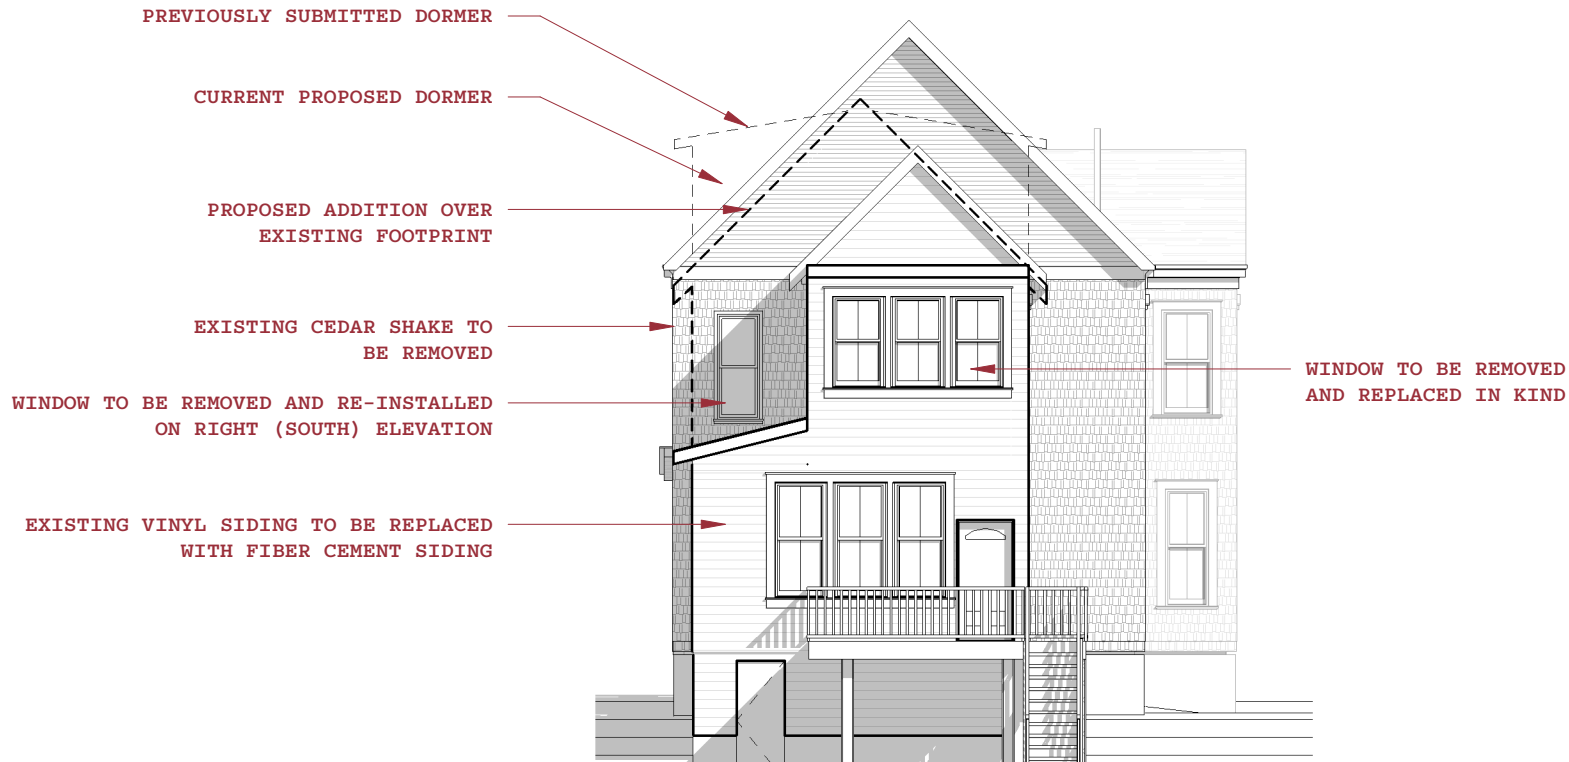 PREVIOUSLY SUBMITTED DORMER
CURRENT PROPOSED DORMER
PROPOSED ADDITION OVER
EXISTING FOOTPRINT
EXISTING CEDAR SHAKE TO
BE REMOVED
WINDOW TO BE REMOVED AND RE-INSTALLED
ON RIGHT (SOUTH) ELEVATION
EXISTING VINYL SIDING TO BE REPLACED
WITH FIBER CEMENT SIDING
WINDOW TO BE REMOVED
AND REPLACED IN KIND